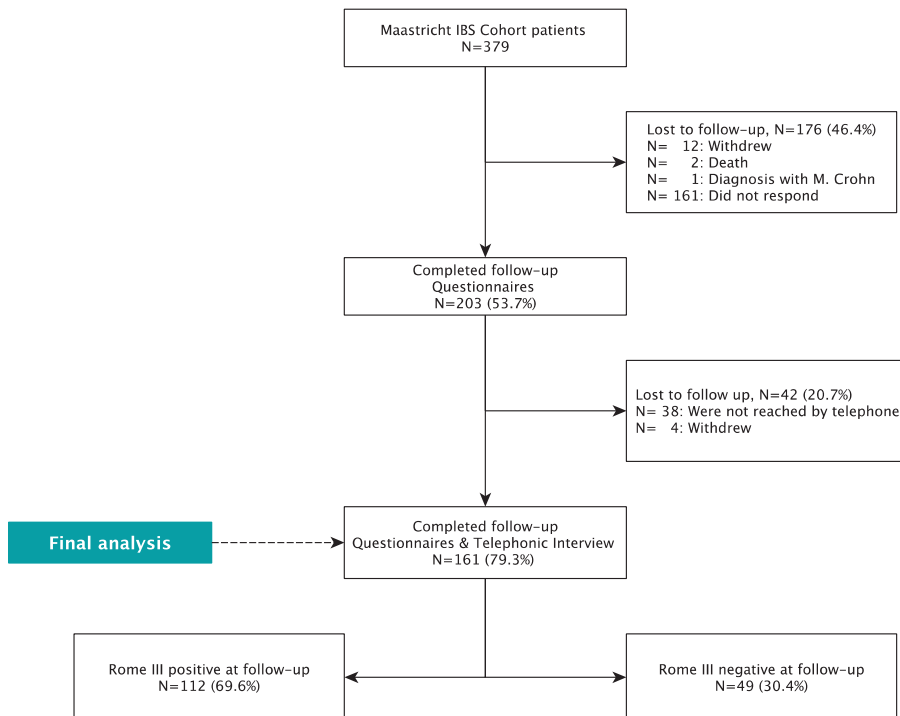 Maastricht IBS Cohort patients
N=379
Lost to follow-up, N=176 (46.4%)
N= 12: Withdrew
N= 2: Death
N= 1: Diagnosis with M. Crohn
N= 161: Did not respond
Completed follow-up
Questionnaires
N=203 (53.7%)
Lost to follow up, N=42 (20.7%)
N= 38: Were not reached by telephone
N= 4: Withdrew
Final analysis
Completed follow-up
Questionnaires & Telephonic Interview
N=161 (79.3%)
Rome III positive at follow-up
N=112 (69.6%)
Rome III negative at follow-up
N=49 (30.4%)